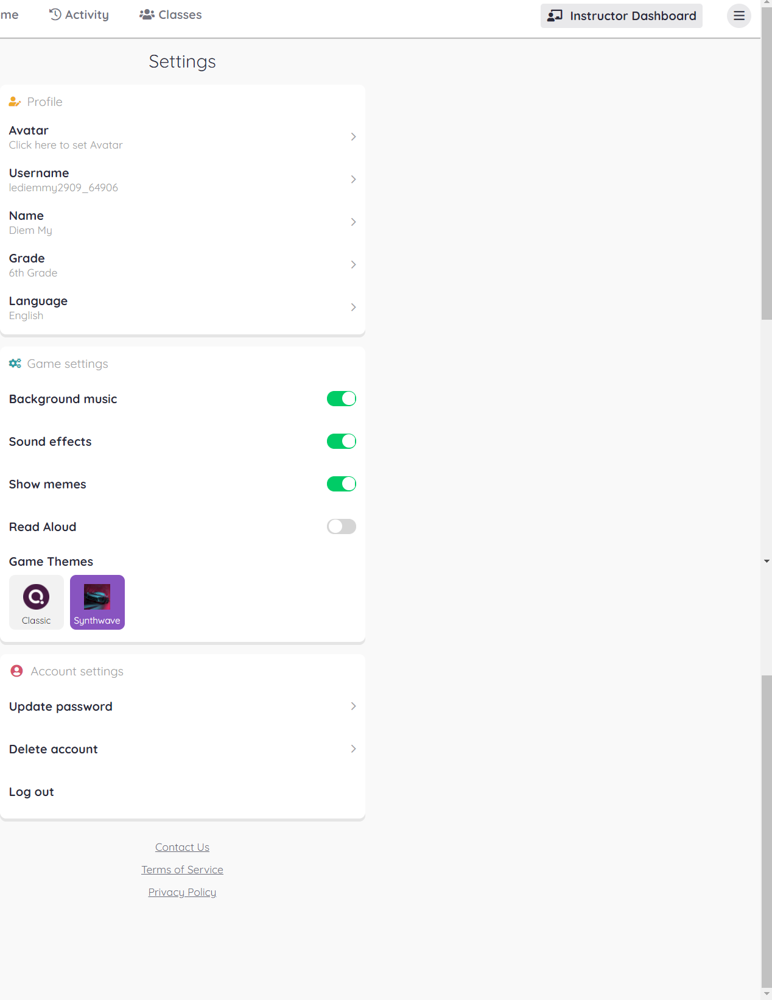 me Activity Classes Instructor Dashboard
Settings
Profile
Avatar
Click here to set Avatar
Username
lediemmy2909_64906
Name
Diem My
Grade
6th Grade
Language
English
Game settings
Background music
Sound effects
Show memes
Read Aloud
Game Themes
Classic Synthwave
Account settings
Update password
Delete account
Log out
Contact Us
Terms of Service
Privacy Policy